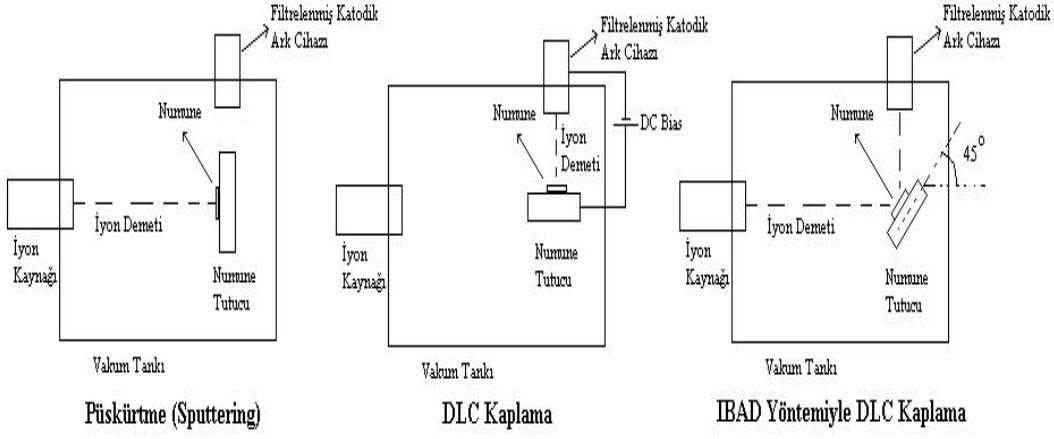 Filtrelenmiş Katodik
Ark Cihazı
Numune
İyon Demeti
İyon
Kaynağı
Numune
Tutucu
Vakum Tankı
Püskürtme (Sputtering)
Filtrelenmiş Katodik
Ark Cihazı
DC Bias
Numune
İyon
Demeti
İyon
Kaynağı
Numune
Tutucu
Vakum Tankı
DLC Kaplama
Filtrelenmiş Katodik
Ark Cihazı
Numune
45°
İyon Demeti
İyon
Kaynağı
Numune
Tutucu
Vakum Tankı
IBAD Yöntemiyle DLC Kaplama